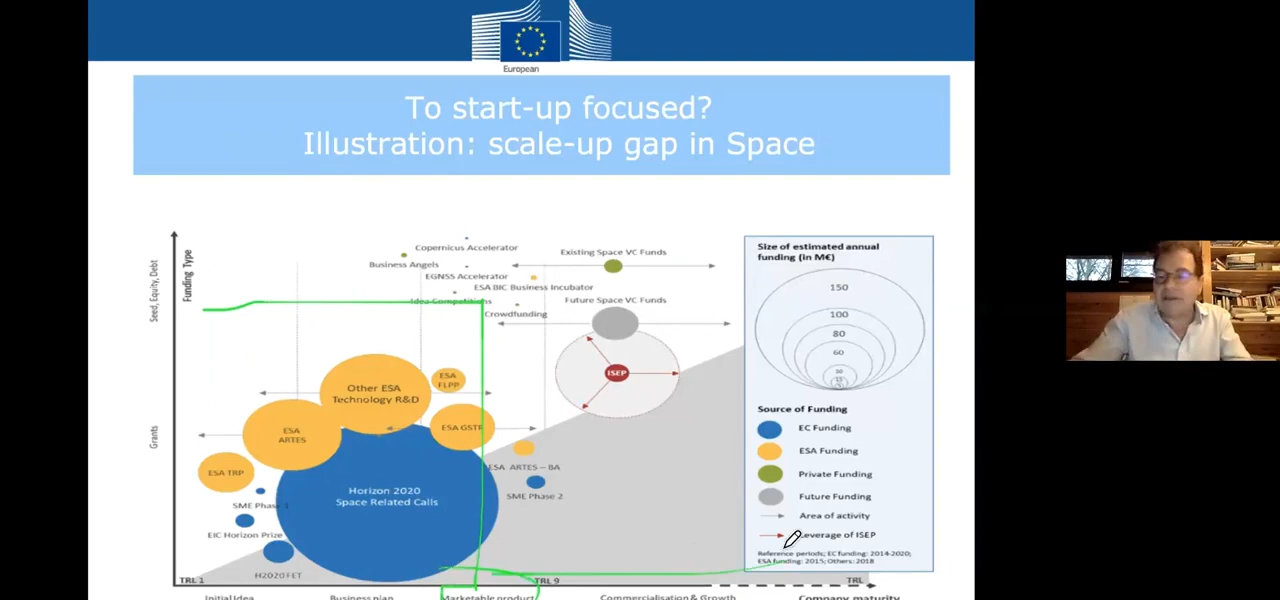 European
To start-up focused?
Illustration: scale-up gap in Space
Seed, Equity, Debt
Funding Type
Grants
Copernicus Accelerator
Business Angels
EGNSS Accelerator
ESA BIC Business Incubator
Idea Competitions
Crowdfunding
Existing Space VC Funds
Future Space VC Funds
ISEP
Other ESA
Technology R&D
ESA
FLPP
ESA
ARTES
ESA GSTP
ESA TRP
ESA ARTES – BA
SME Phase 2
Horizon 2020
Space Related Calls
SME Phase 1
EIC Horizon Prize
H2020 FET
TRL 1
TRL 9
TRL
Initial Idea
Business plan
Marketable product
Commercialisation & Growth
Company maturity
Size of estimated annual
funding (in M€)
150
100
80
60
Source of Funding
EC Funding
ESA Funding
Private Funding
Future Funding
Area of activity
Leverage of ISEP
Reference periods; EC funding: 2014-2020;
ESA funding: 2015; Others: 2018